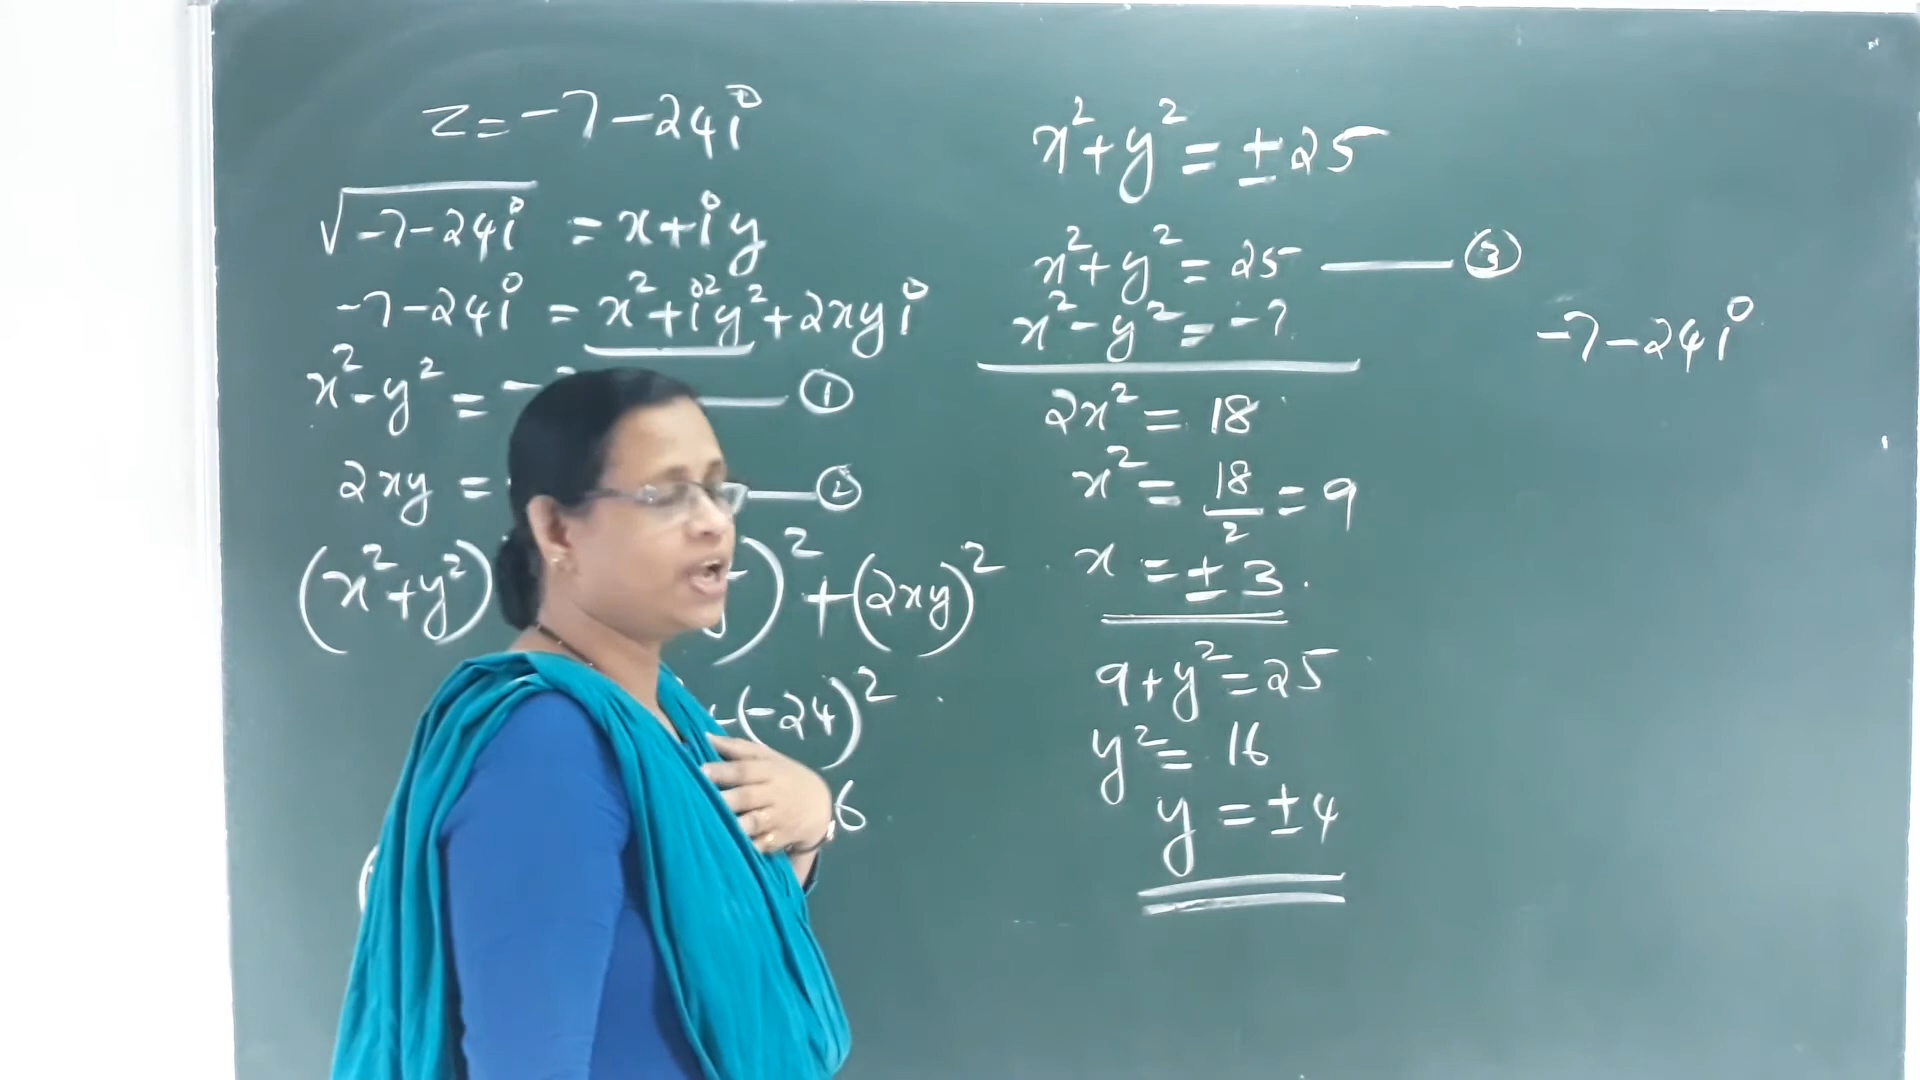 z = -7-24i
√-7-24i = x+iy
-7-24i = x²+i²y²+2xyi
x²-y² = - ①
2xy = ②
(x²+y²) )²+(2xy)²
(-24)²
6
x²+y² = ±25
x²+y² = 25 ③
x²-y² = -7
2x² = 18
x² = 18/2 = 9
x = ±3
9+y² = 25
y² = 16
y = ±4
-7-24i